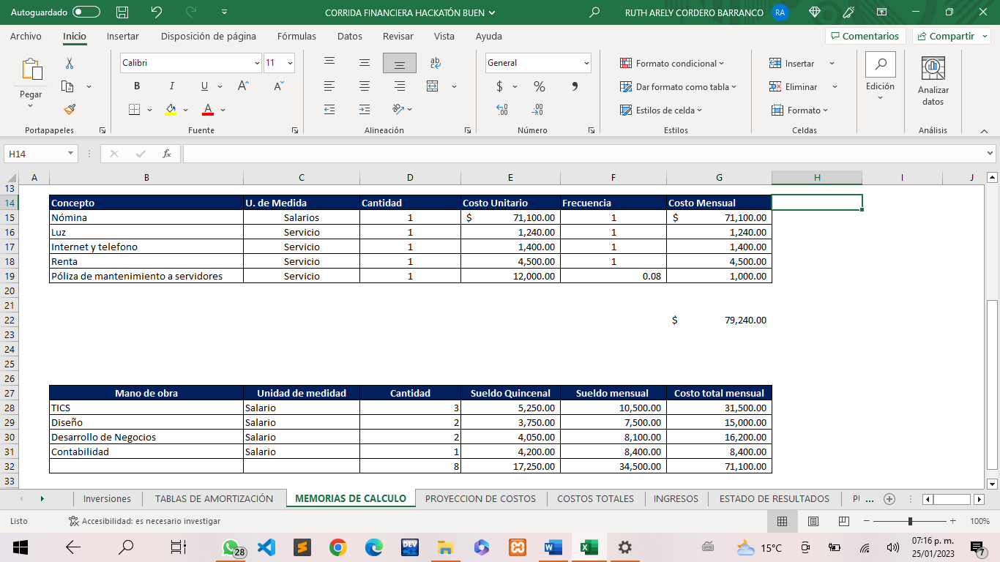 Autoguardado
CORRIDA FINANCIERA HACKATÓN BUEN
RUTH ARELY CORDERO BARRANCO RA
Archivo Inicio Insertar Disposición de página Fórmulas Datos Revisar Vista Ayuda Comentarios Compartir
Pegar
Calibri 11
General
Formato condicional
Dar formato como tabla
Estilos de celda
Insertar
Eliminar
Formato
Edición
Analizar datos
Portapapeles Fuente Alineación Número Estilos Celdas Análisis
H14 fx
A B C D E F G H I J
13
14 Concepto U. de Medida Cantidad Costo Unitario Frecuencia Costo Mensual
15 Nómina Salarios 1 $ 71,100.00 1 $ 71,100.00
16 Luz Servicio 1 1,240.00 1 1,240.00
17 Internet y telefono Servicio 1 1,400.00 1 1,400.00
18 Renta Servicio 1 4,500.00 1 4,500.00
19 Póliza de mantenimiento a servidores Servicio 1 12,000.00 0.08 1,000.00
20
21
22 $ 79,240.00
23
24
25
26
27 Mano de obra Unidad de medidad Cantidad Sueldo Quincenal Sueldo mensual Costo total mensual
28 TICS Salario 3 5,250.00 10,500.00 31,500.00
29 Diseño Salario 2 3,750.00 7,500.00 15,000.00
30 Desarrollo de Negocios Salario 2 4,050.00 8,100.00 16,200.00
31 Contabilidad Salario 1 4,200.00 8,400.00 8,400.00
32 8 17,250.00 34,500.00 71,100.00
33
Inversiones TABLAS DE AMORTIZACIÓN MEMORIAS DE CALCULO PROYECCION DE COSTOS COSTOS TOTALES INGRESOS ESTADO DE RESULTADOS ...
Listo Accesibilidad: es necesario investigar 100%
28 DEV 15°C 07:16 p. m.
25/01/2023 7